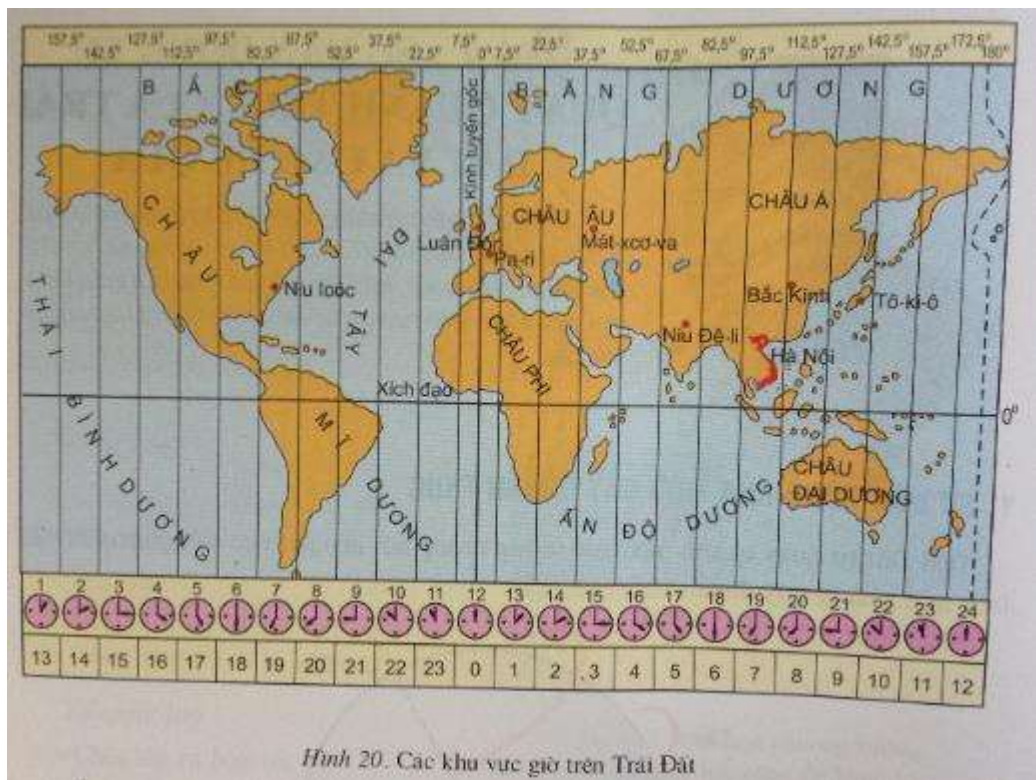 157,5° 127,5° 97,5° 67,5° 37,5° 7,5° 0° 7,5° 22,5° 37,5° 52,5° 67,5° 82,5° 97,5° 112,5° 127,5° 142,5° 157,5° 172,5° 180°
142,5° 112,5° 82,5° 52,5° 22,5°
BẮC BĂNG DƯƠNG
Kinh tuyến gốc
CHÂU ÂU
CHÂU Á
CHÂU
MĨ
ĐẠI
TÂY
DƯƠNG
Luân Đôn
Pa-ri
Mát-xcơ-va
THÁI
BÌNH DƯƠNG
Niu Ioóc
Bắc Kinh
Tô-ki-ô
CHÂU PHI
Niu Đê-li
Hà Nội
Xích đạo
0°
CHÂU
ĐẠI DƯƠNG
ẤN ĐỘ DƯƠNG
1 2 3 4 5 6 7 8 9 10 11 12 13 14 15 16 17 18 19 20 21 22 23 24
13 14 15 16 17 18 19 20 21 22 23 0 1 2 .3 4 5 6 7 8 9 10 11 12
Hình 20. Các khu vực giờ trên Trái Đất